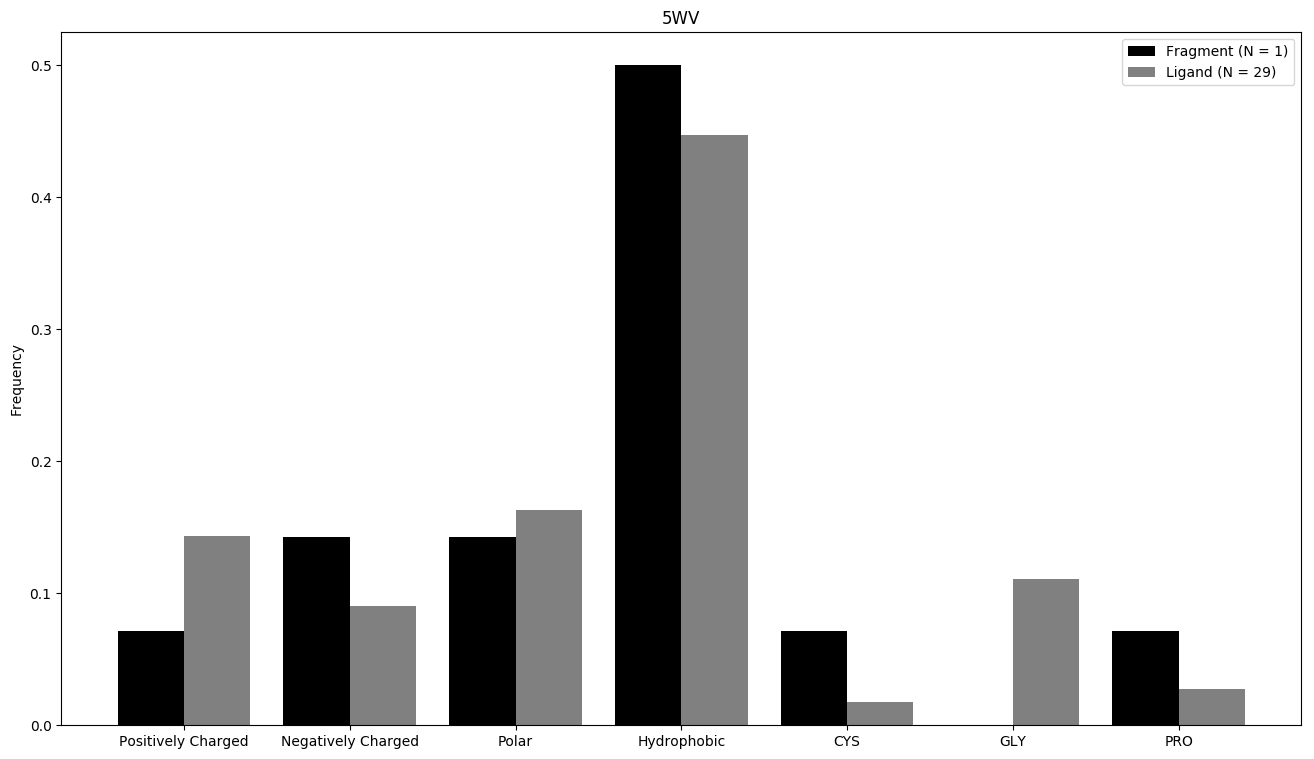 5WV
Fragment (N = 1)
Ligand (N = 29)
Frequency
0.5
0.4
0.3
0.2
0.1
0.0
Positively Charged Negatively Charged Polar Hydrophobic CYS GLY PRO